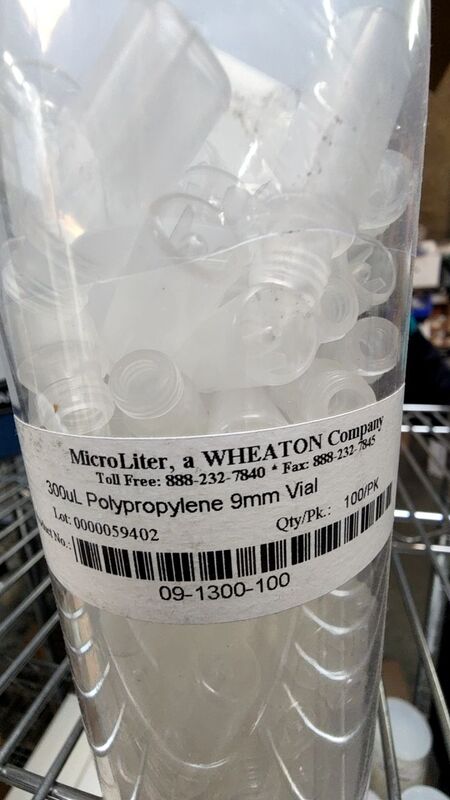 MicroLiter, a WHEATON Company
Toll Free: 888-232-7840 * Fax: 888-232-7845
300uL Polypropylene 9mm Vial
Lot: 0000059402 Qty/Pk.: 100/PK
No.:
09-1300-100